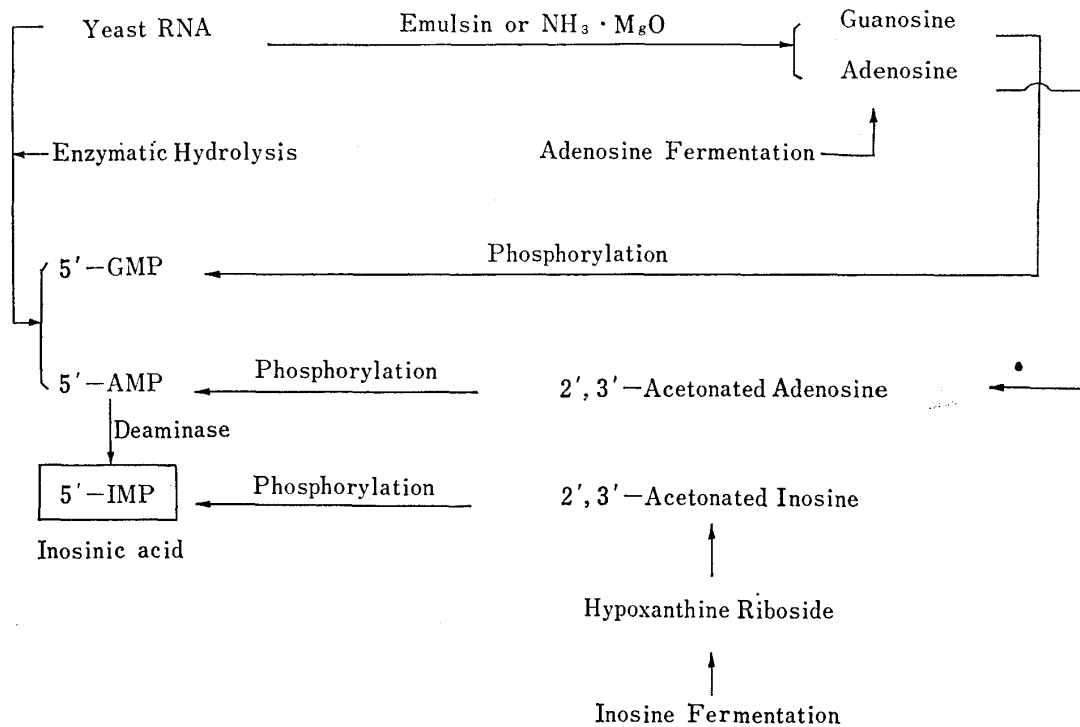 Yeast RNA
Emulsin or NH₃ · MgO
Guanosine
Adenosine
Enzymatic Hydrolysis
Adenosine Fermentation
5′−GMP
Phosphorylation
5′−AMP
Phosphorylation
2′, 3′−Acetonated Adenosine
Deaminase
5′−IMP
Phosphorylation
2′, 3′−Acetonated Inosine
Inosinic acid
Hypoxanthine Riboside
Inosine Fermentation